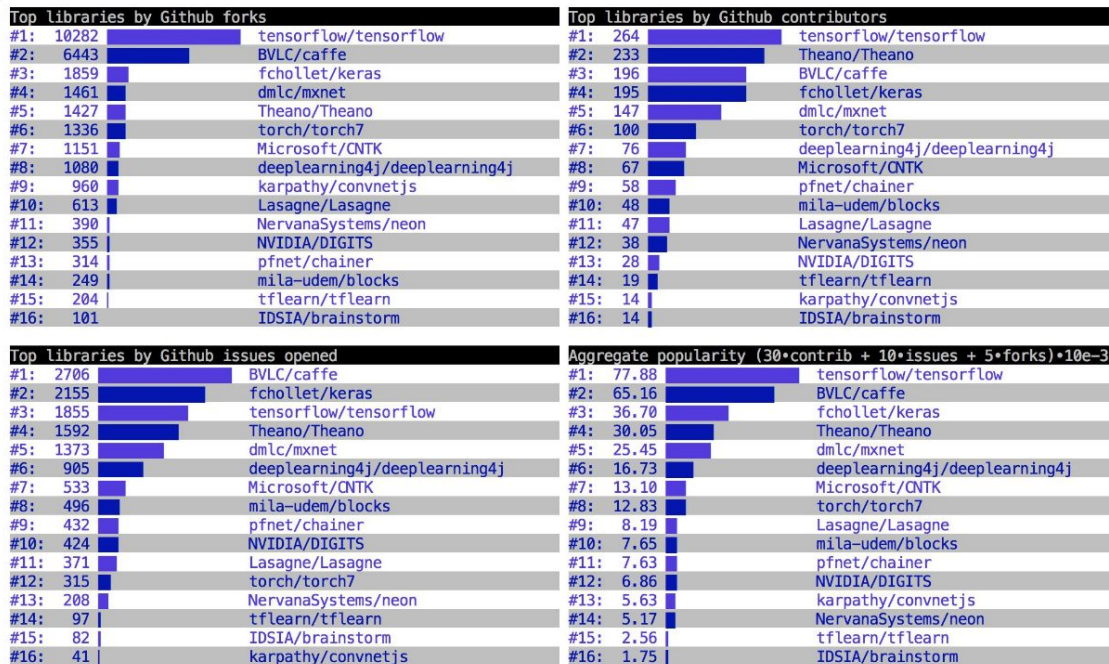 Top libraries by Github forks
#1: 10282 tensorflow/tensorflow
#2: 6443 BVLC/caffe
#3: 1859 fchollet/keras
#4: 1461 dmlc/mxnet
#5: 1427 Theano/Theano
#6: 1336 torch/torch7
#7: 1151 Microsoft/CNTK
#8: 1080 deeplearning4j/deeplearning4j
#9: 960 karpathy/convnetjs
#10: 613 Lasagne/Lasagne
#11: 390 NervanaSystems/neon
#12: 355 NVIDIA/DIGITS
#13: 314 pfnet/chainer
#14: 249 mila-udem/blocks
#15: 204 tflearn/tflearn
#16: 101 IDSIA/brainstorm
Top libraries by Github contributors
#1: 264 tensorflow/tensorflow
#2: 233 Theano/Theano
#3: 196 BVLC/caffe
#4: 195 fchollet/keras
#5: 147 dmlc/mxnet
#6: 100 torch/torch7
#7: 76 deeplearning4j/deeplearning4j
#8: 67 Microsoft/CNTK
#9: 58 pfnet/chainer
#10: 48 mila-udem/blocks
#11: 47 Lasagne/Lasagne
#12: 38 NervanaSystems/neon
#13: 28 NVIDIA/DIGITS
#14: 19 tflearn/tflearn
#15: 14 karpathy/convnetjs
#16: 14 IDSIA/brainstorm
Top libraries by Github issues opened
#1: 2706 BVLC/caffe
#2: 2155 fchollet/keras
#3: 1855 tensorflow/tensorflow
#4: 1592 Theano/Theano
#5: 1373 dmlc/mxnet
#6: 905 deeplearning4j/deeplearning4j
#7: 533 Microsoft/CNTK
#8: 496 mila-udem/blocks
#9: 432 pfnet/chainer
#10: 424 NVIDIA/DIGITS
#11: 371 Lasagne/Lasagne
#12: 315 torch/torch7
#13: 208 NervanaSystems/neon
#14: 97 tflearn/tflearn
#15: 82 IDSIA/brainstorm
#16: 41 karpathy/convnetjs
Aggregate popularity (30•contrib + 10•issues + 5•forks)•10e-3
#1: 77.88 tensorflow/tensorflow
#2: 65.16 BVLC/caffe
#3: 36.70 fchollet/keras
#4: 30.05 Theano/Theano
#5: 25.45 dmlc/mxnet
#6: 16.73 deeplearning4j/deeplearning4j
#7: 13.10 Microsoft/CNTK
#8: 12.83 torch/torch7
#9: 8.19 Lasagne/Lasagne
#10: 7.65 mila-udem/blocks
#11: 7.63 pfnet/chainer
#12: 6.86 NVIDIA/DIGITS
#13: 5.63 karpathy/convnetjs
#14: 5.17 NervanaSystems/neon
#15: 2.56 tflearn/tflearn
#16: 1.75 IDSIA/brainstorm